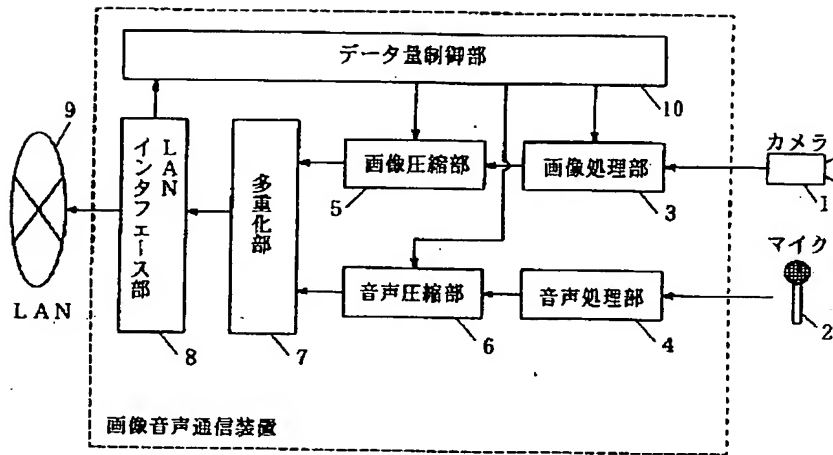 データ量制御部
10
9
LAN
インタフェース部
8
多重化部
7
画像圧縮部
5
画像処理部
3
カメラ
1
音声圧縮部
6
音声処理部
4
マイク
2
LAN
画像音声通信装置